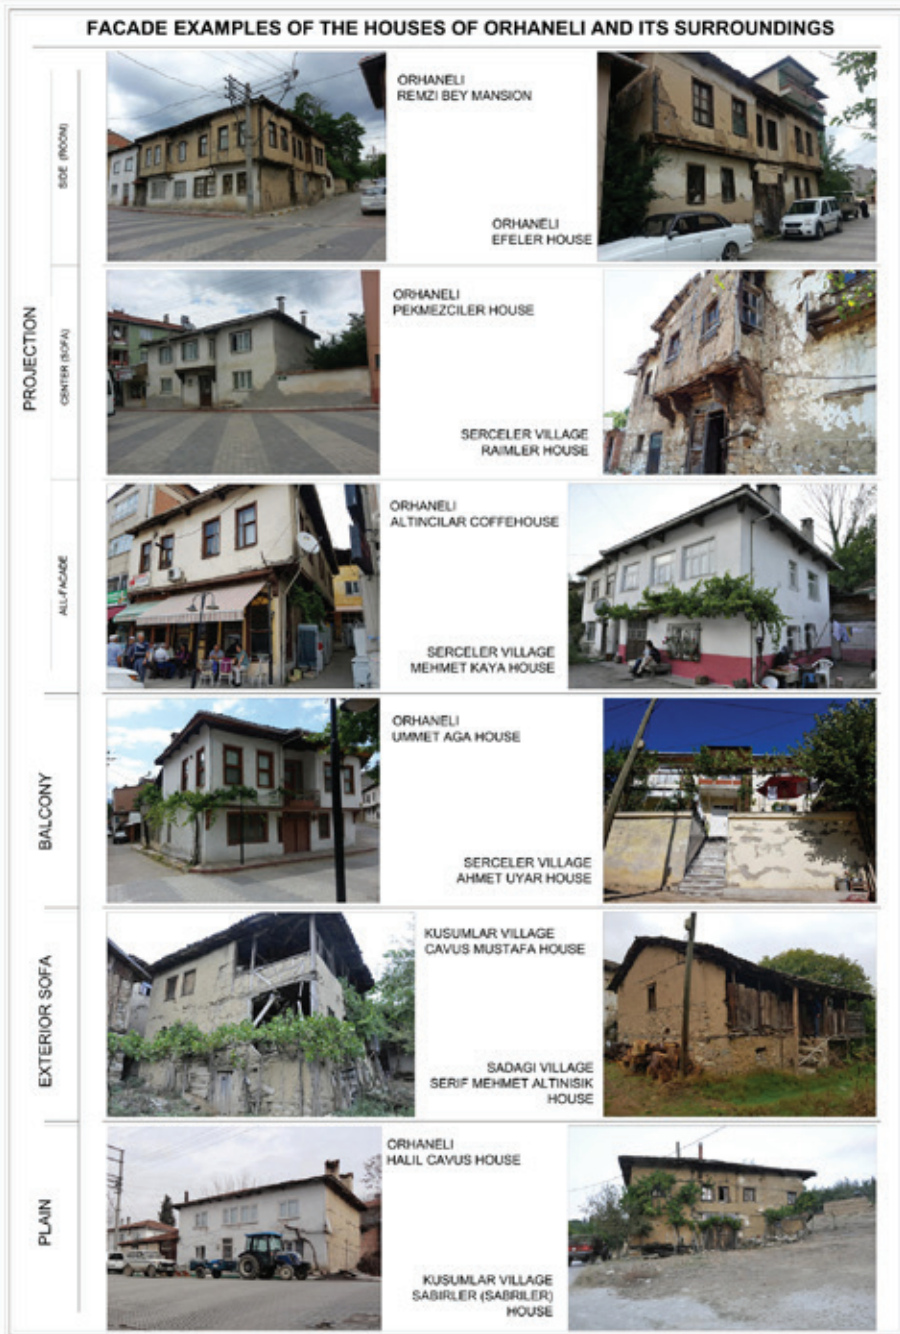 FACADE EXAMPLES OF THE HOUSES OF ORHANELI AND ITS SURROUNDINGS
PROJECTION
SIDE (ROOM)
ORHANELI
REMZI BEY MANSION
ORHANELI
EFELER HOUSE
CENTER (SOFA)
ORHANELI
PEKMEZCILER HOUSE
SERCELER VILLAGE
RAIMLER HOUSE
ALL-FACADE
ORHANELI
ALTINCILAR COFFEHOUSE
SERCELER VILLAGE
MEHMET KAYA HOUSE
BALCONY
ORHANELI
UMMET AGA HOUSE
SERCELER VILLAGE
AHMET UYAR HOUSE
EXTERIOR SOFA
KUSUMLAR VILLAGE
CAVUS MUSTAFA HOUSE
SADAGI VILLAGE
SERIF MEHMET ALTINISIK
HOUSE
PLAIN
ORHANELI
HALIL CAVUS HOUSE
KUSUMLAR VILLAGE
SABIRLER (SABRILER)
HOUSE